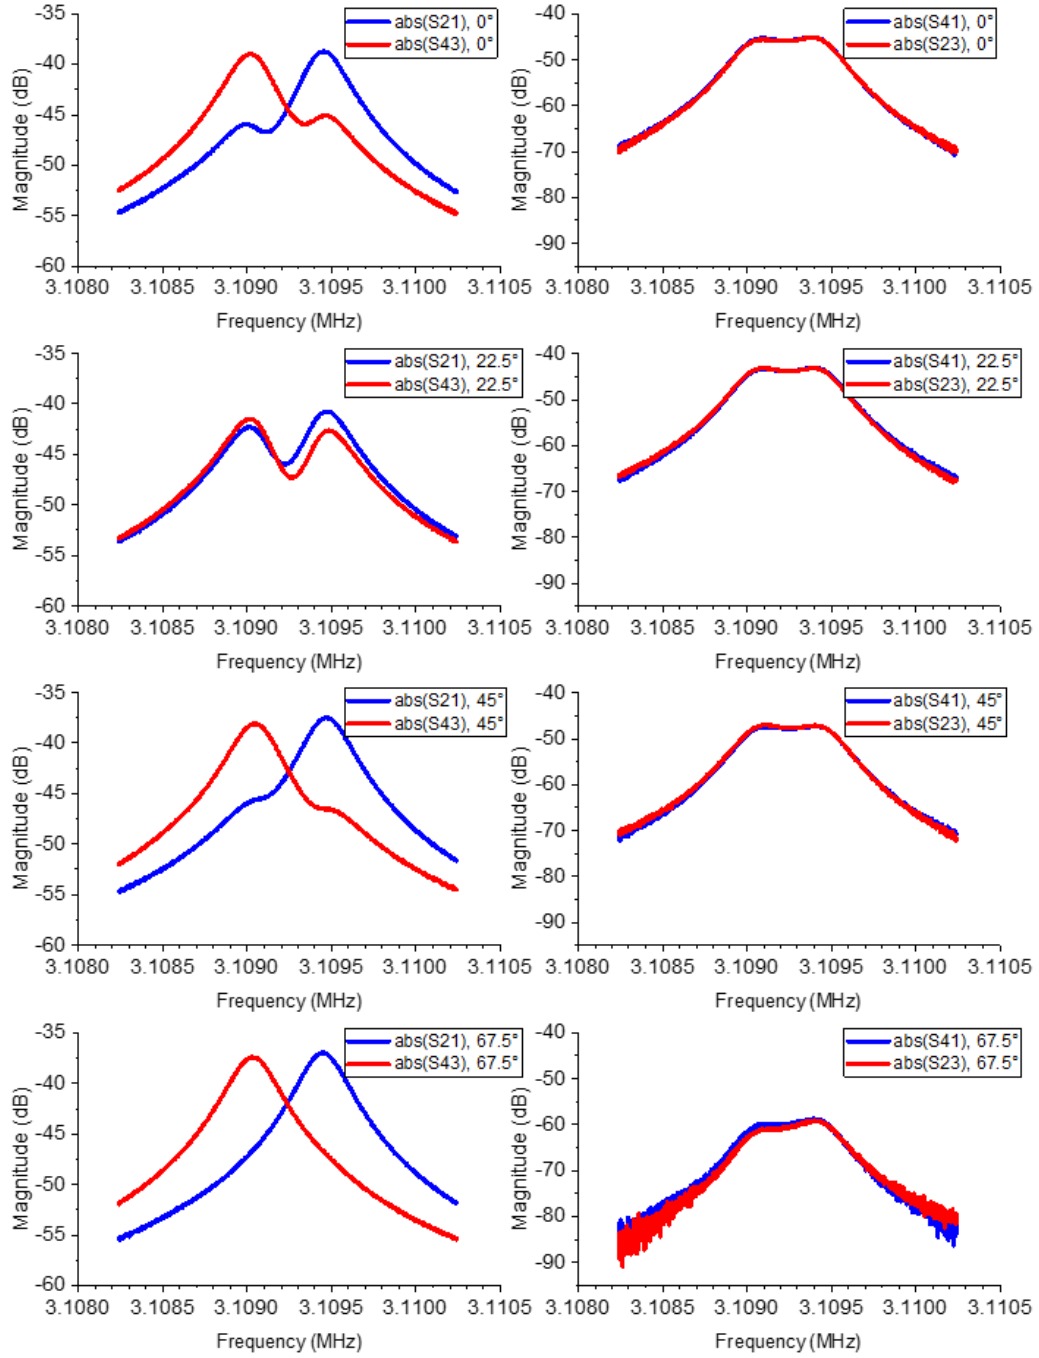 -35
-40
-45
-50
-55
-60
Magnitude (dB)
abs(S21), 0°
abs(S43), 0°
3.1080 3.1085 3.1090 3.1095 3.1100 3.1105
Frequency (MHz)
-40
-50
-60
-70
-80
-90
Magnitude (dB)
abs(S41), 0°
abs(S23), 0°
3.1080 3.1085 3.1090 3.1095 3.1100 3.1105
Frequency (MHz)
-35
-40
-45
-50
-55
-60
Magnitude (dB)
abs(S21), 22.5°
abs(S43), 22.5°
3.1080 3.1085 3.1090 3.1095 3.1100 3.1105
Frequency (MHz)
-40
-50
-60
-70
-80
-90
Magnitude (dB)
abs(S41), 22.5°
abs(S23), 22.5°
3.1080 3.1085 3.1090 3.1095 3.1100 3.1105
Frequency (MHz)
-35
-40
-45
-50
-55
-60
Magnitude (dB)
abs(S21), 45°
abs(S43), 45°
3.1080 3.1085 3.1090 3.1095 3.1100 3.1105
Frequency (MHz)
-40
-50
-60
-70
-80
-90
Magnitude (dB)
abs(S41), 45°
abs(S23), 45°
3.1080 3.1085 3.1090 3.1095 3.1100 3.1105
Frequency (MHz)
-35
-40
-45
-50
-55
-60
Magnitude (dB)
abs(S21), 67.5°
abs(S43), 67.5°
3.1080 3.1085 3.1090 3.1095 3.1100 3.1105
Frequency (MHz)
-40
-50
-60
-70
-80
-90
Magnitude (dB)
abs(S41), 67.5°
abs(S23), 67.5°
3.1080 3.1085 3.1090 3.1095 3.1100 3.1105
Frequency (MHz)